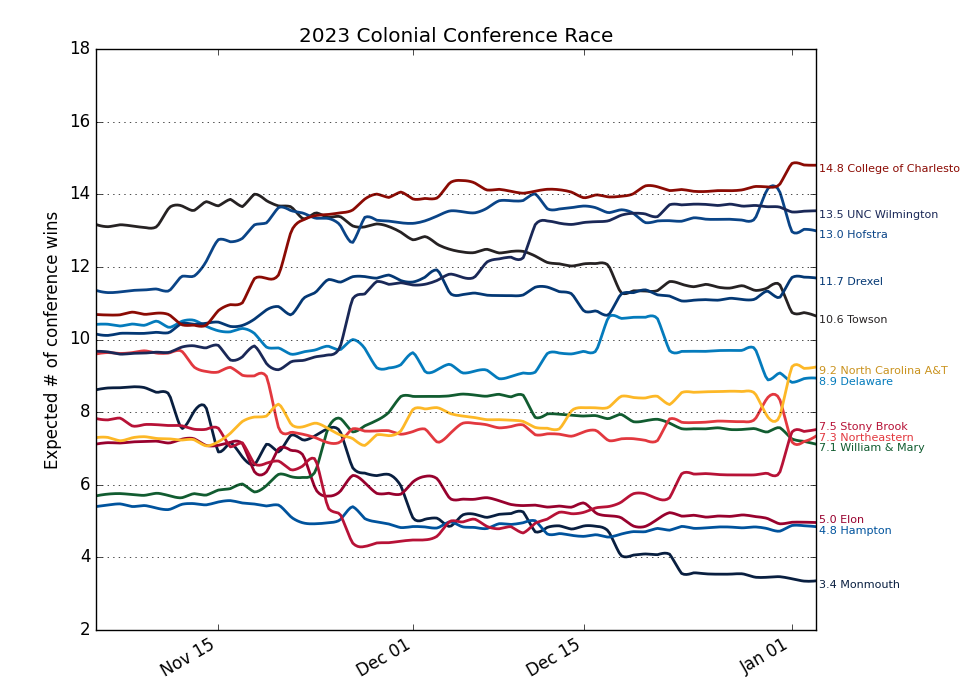 2023 Colonial Conference Race
Expected # of conference wins
18
16
14
12
10
8
6
4
2
14.8 College of Charlesto
13.5 UNC Wilmington
13.0 Hofstra
11.7 Drexel
10.6 Towson
9.2 North Carolina A&T
8.9 Delaware
7.5 Stony Brook
7.3 Northeastern
7.1 William & Mary
5.0 Elon
4.8 Hampton
3.4 Monmouth
Nov 15
Dec 01
Dec 15
Jan 01